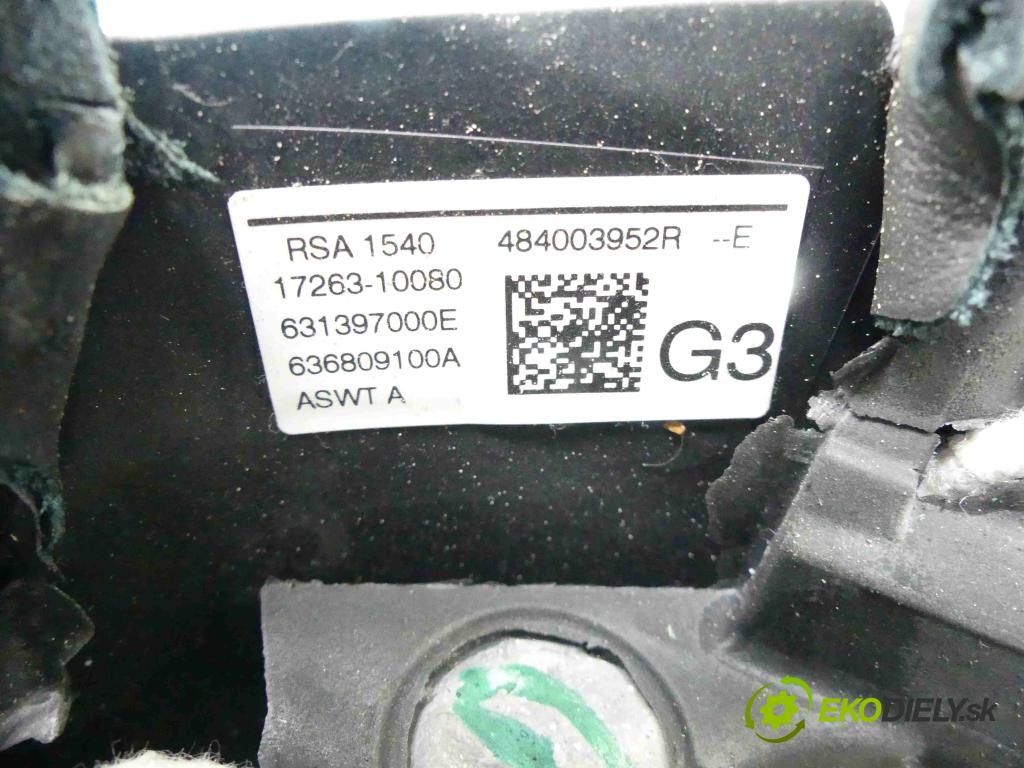 RSA 1540 484003952R --E
17263-10080
631397000E
636809100A
ASWT A
G3
EKODIELY.sk